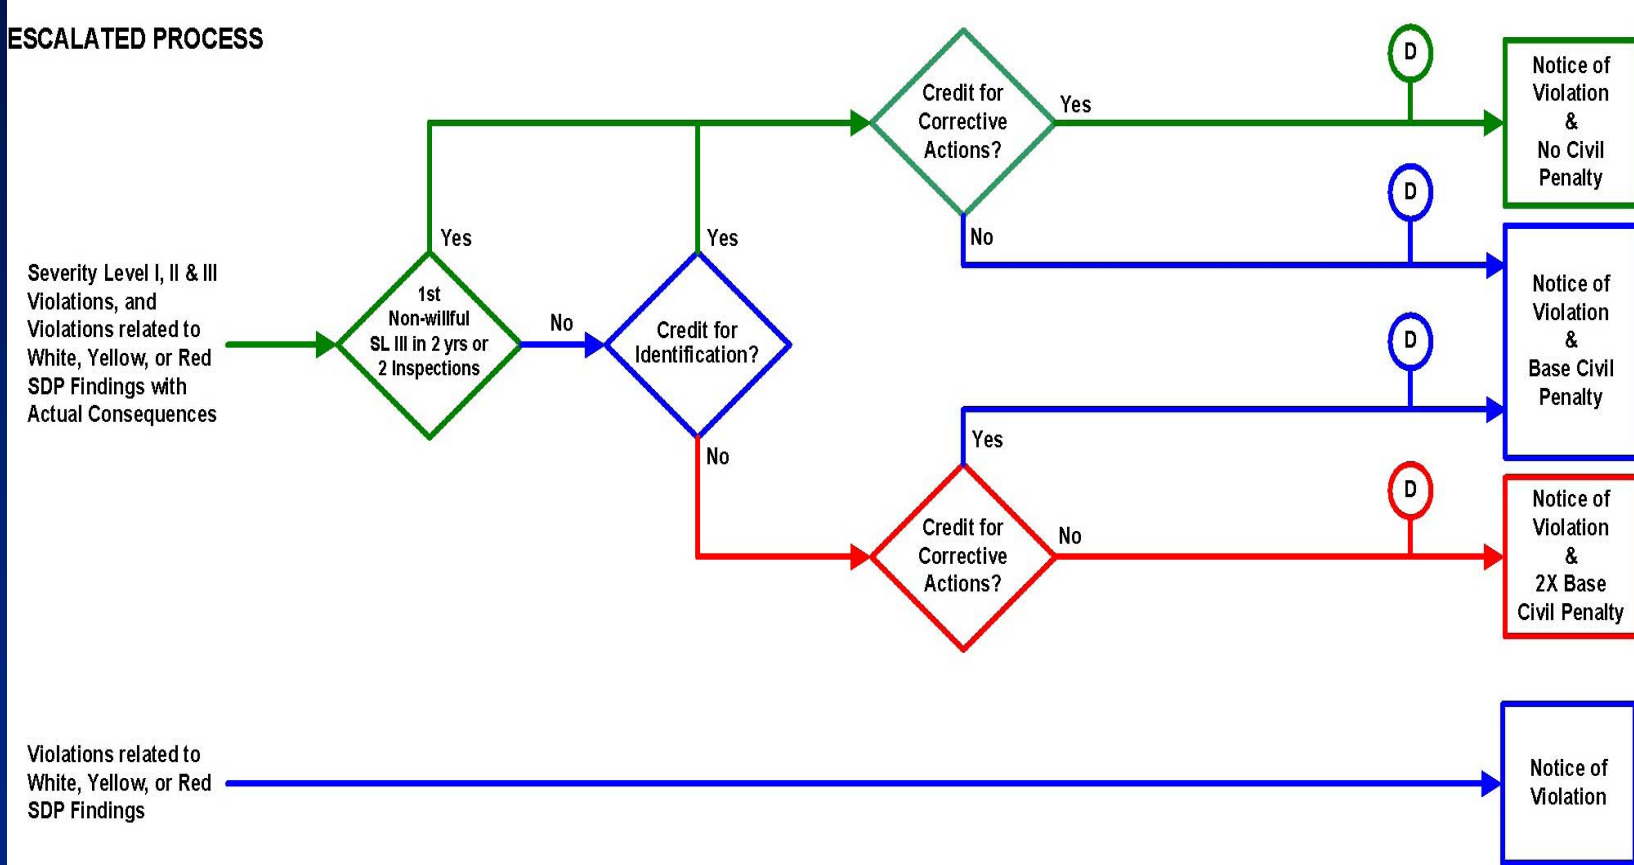 ESCALATED PROCESS
Severity Level I, II & III
Violations, and
Violations related to
White, Yellow, or Red
SDP Findings with
Actual Consequences
1st
Non-willful
SL III in 2 yrs or
2 Inspections
Yes
No
Credit for
Identification?
Yes
No
Credit for
Corrective
Actions?
Yes
No
D
Notice of
Violation
&
No Civil
Penalty
D
Notice of
Violation
&
Base Civil
Penalty
D
Credit for
Corrective
Actions?
Yes
No
D
Notice of
Violation
&
2X Base
Civil Penalty
Violations related to
White, Yellow, or Red
SDP Findings
Notice of
Violation